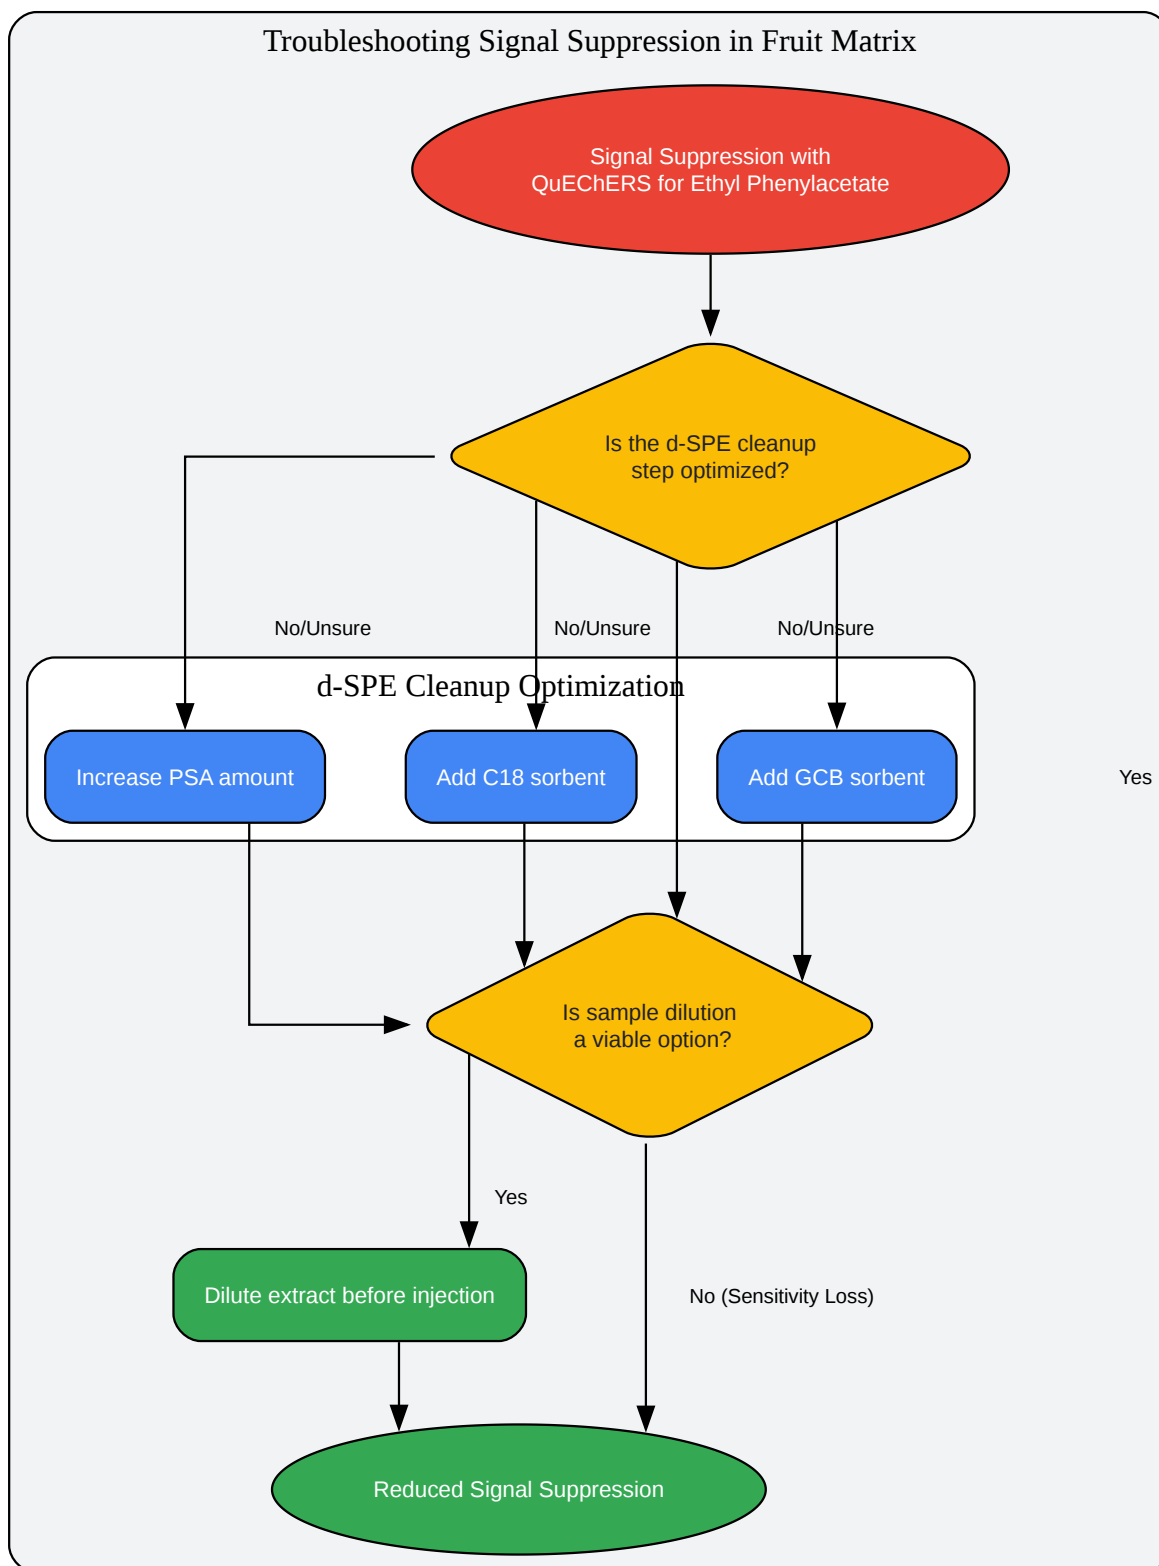 Troubleshooting Signal Suppression in Fruit Matrix
Signal Suppression with
QuEChERS for Ethyl Phenylacetate
Is the d-SPE cleanup
step optimized?
No/Unsure
No/Unsure
No/Unsure
d-SPE Cleanup Optimization
Increase PSA amount
Add C18 sorbent
Add GCB sorbent
Yes
Is sample dilution
a viable option?
Yes
Dilute extract before injection
No (Sensitivity Loss)
Reduced Signal Suppression